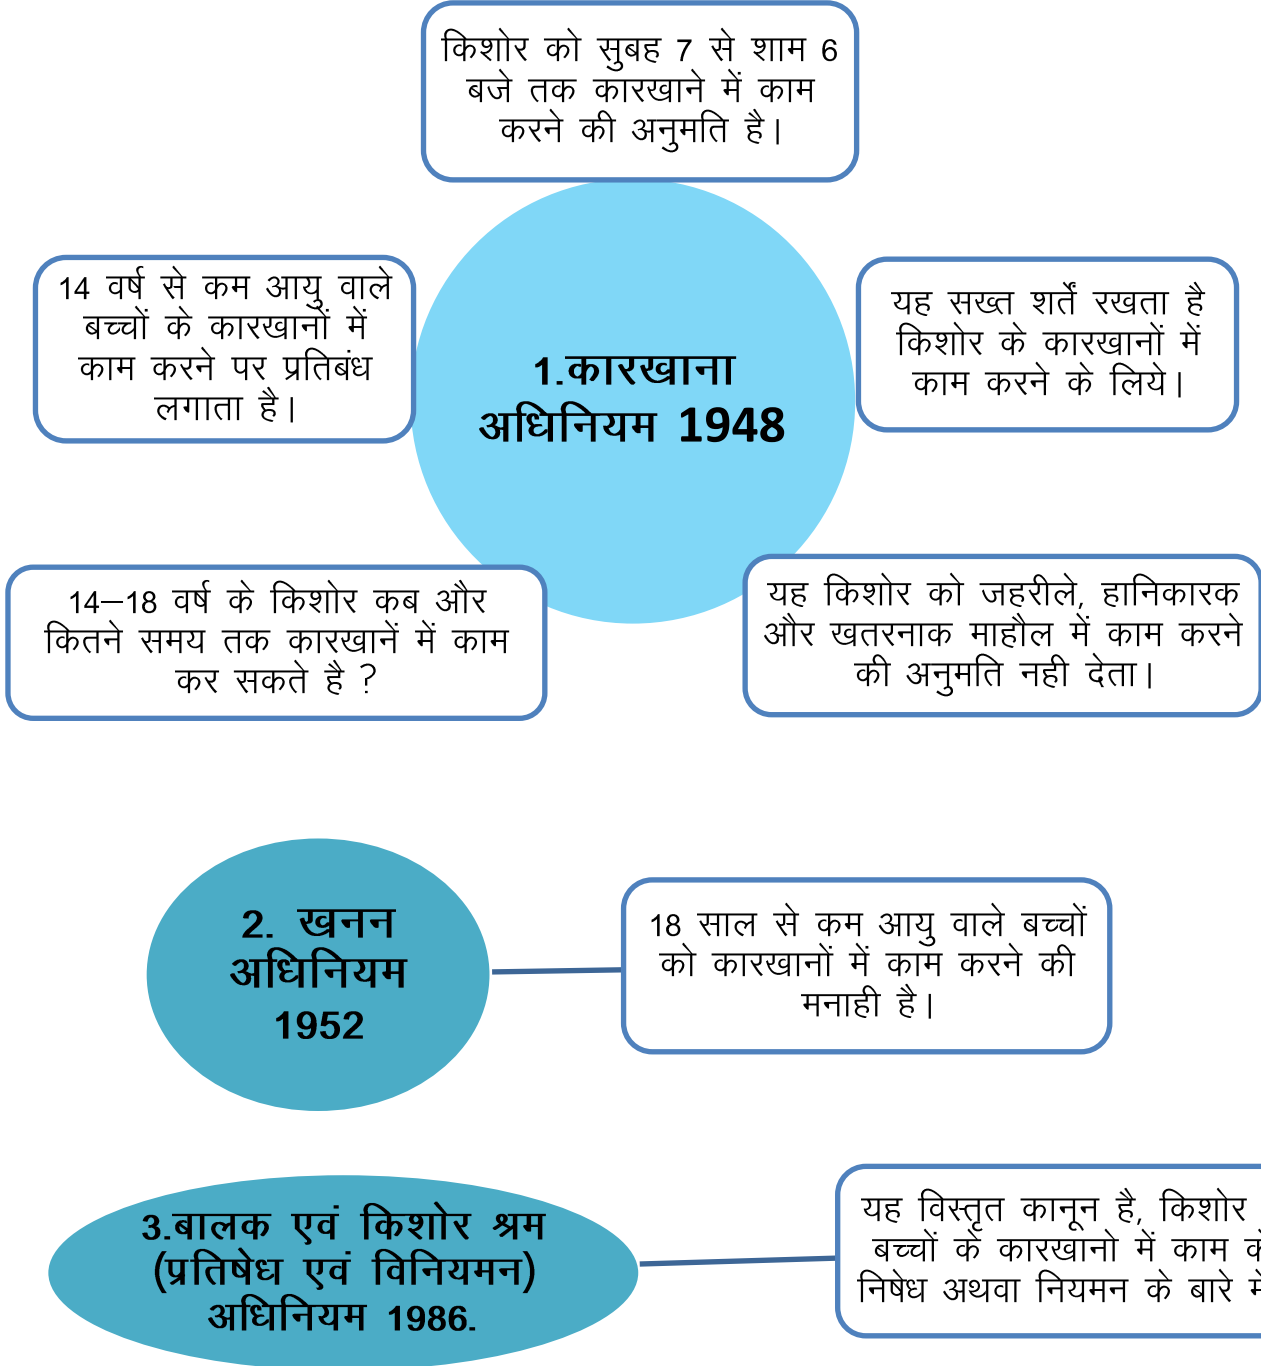 किशोर को सुबह 7 से शाम 6
बजे तक कारखाने में काम
करने की अनुमति है।
14 वर्ष से कम आयु वाले
बच्चों के कारखानों में
काम करने पर प्रतिबंध
लगाता है।
1.कारखाना
अधिनियम 1948
यह सख्त शर्तें रखता है
किशोर के कारखानों में
काम करने के लिये।
14–18 वर्ष के किशोर कब और
कितने समय तक कारखानें में काम
कर सकते है ?
यह किशोर को जहरीले, हानिकारक
और खतरनाक माहौल में काम करने
की अनुमति नही देता।
2. खनन
अधिनियम
1952
18 साल से कम आयु वाले बच्चों
को कारखानों में काम करने की
मनाही है।
3.बालक एवं किशोर श्रम
(प्रतिषेध एवं विनियमन)
अधिनियम 1986.
यह विस्तृत कानून है, किशोर
बच्चों के कारखानो में काम
निषेध अथवा नियमन के बारे